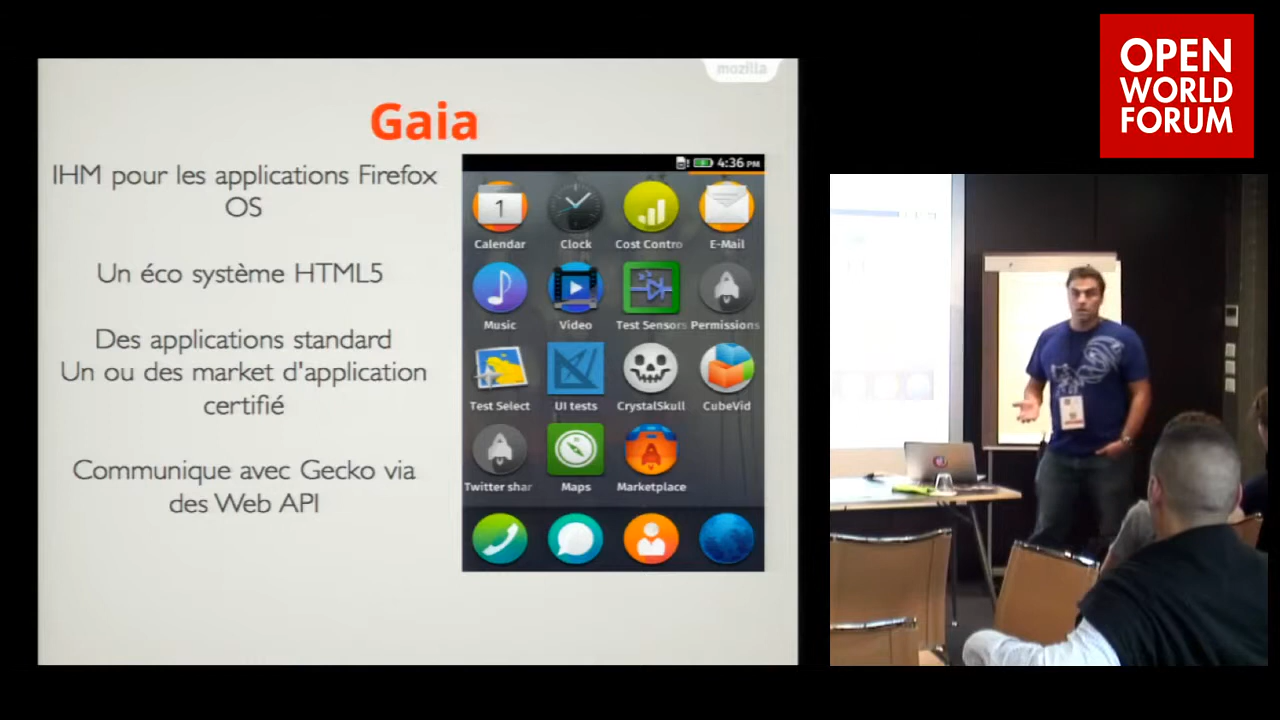 OPEN
WORLD
FORUM
mozilla
Gaia
IHM pour les applications Firefox
OS
Un éco système HTML5
Des applications standard
Un ou des market d'application
certifié
Communique avec Gecko via
des Web API
4:36 PM
1
Calendar
Clock
Cost Contro
E-Mail
Music
Video
Test Sensors
Permissions
Test Select
UI tests
CrystalSkull
CubeVid
Twitter shar
Maps
Marketplace